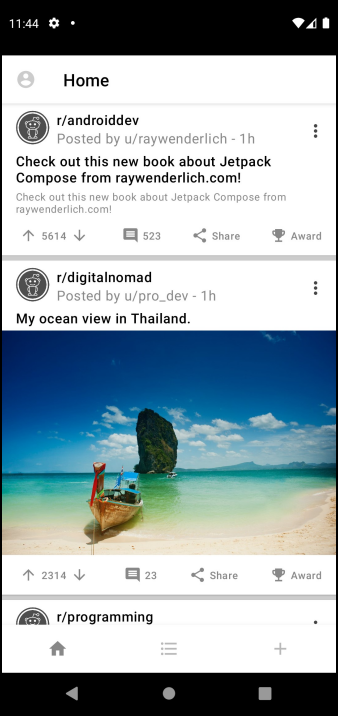 11:44
Home
r/androiddev
Posted by u/raywenderlich - 1h
Check out this new book about Jetpack
Compose from raywenderlich.com!
Check out this new book about Jetpack Compose from
raywenderlich.com!
5614 523 Share Award
r/digitalnomad
Posted by u/pro_dev - 1h
My ocean view in Thailand.
2314 23 Share Award
r/programming